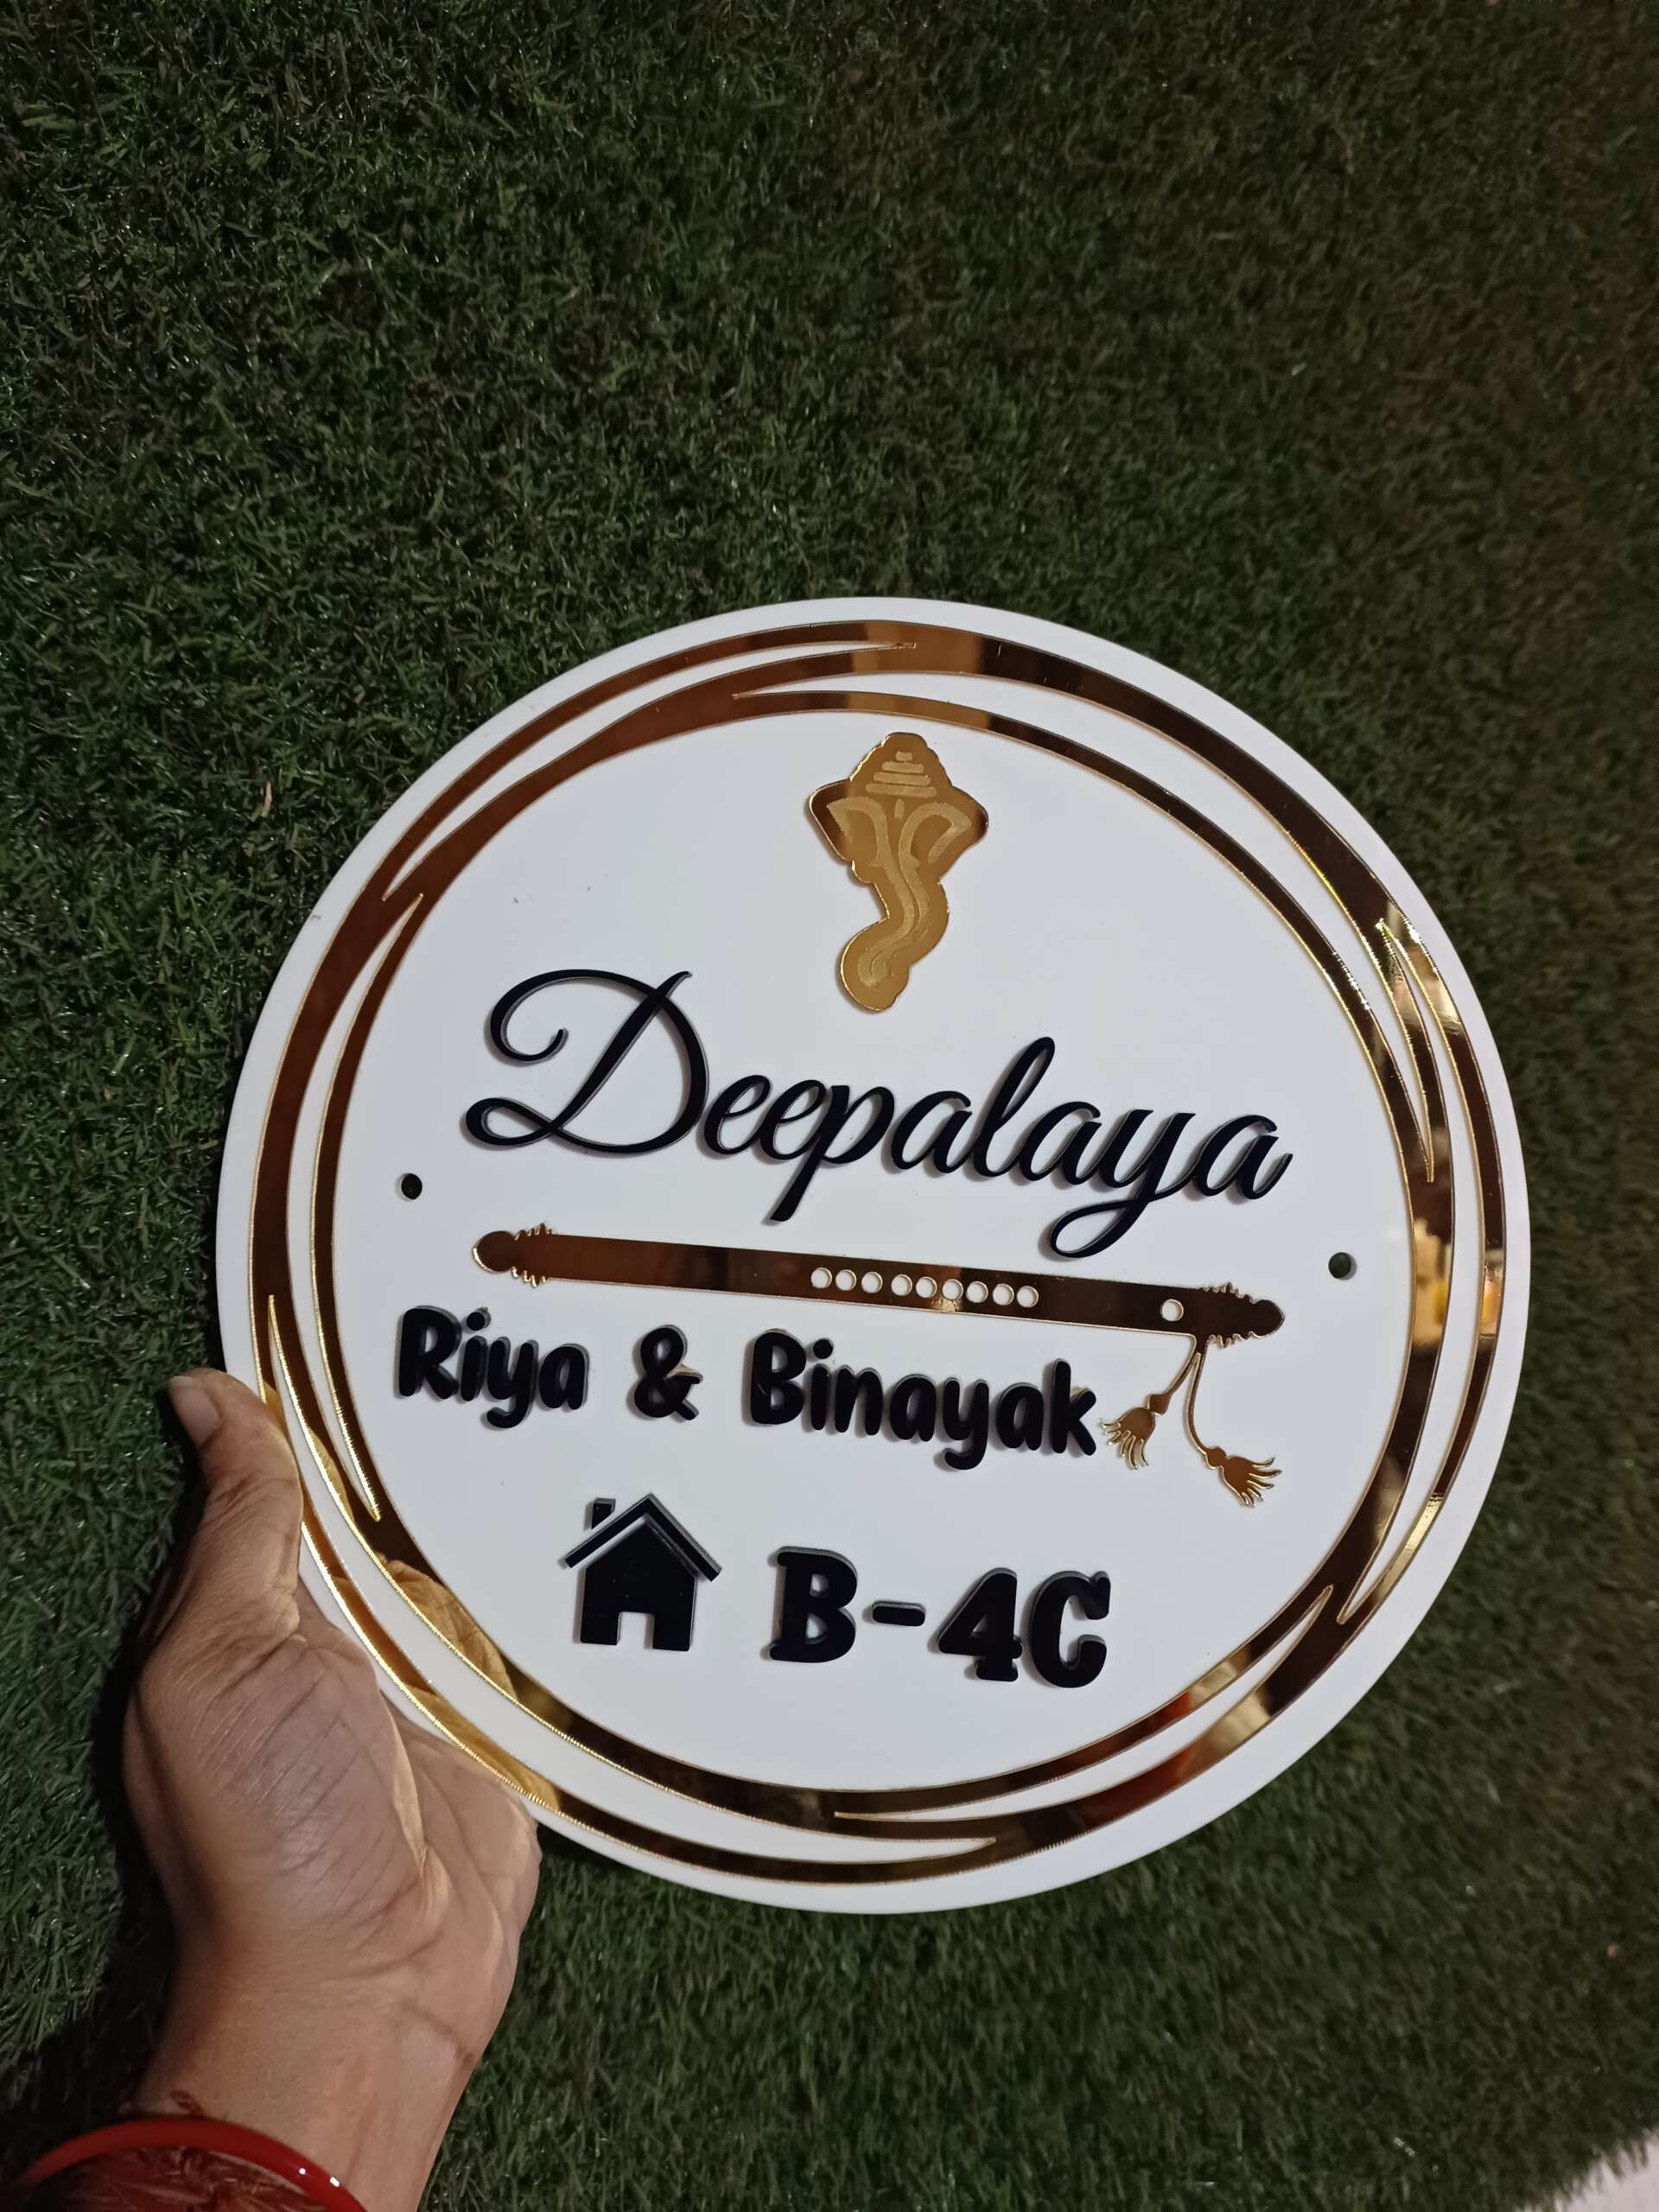 Deepalaya
Riya & Binayak
B-4C